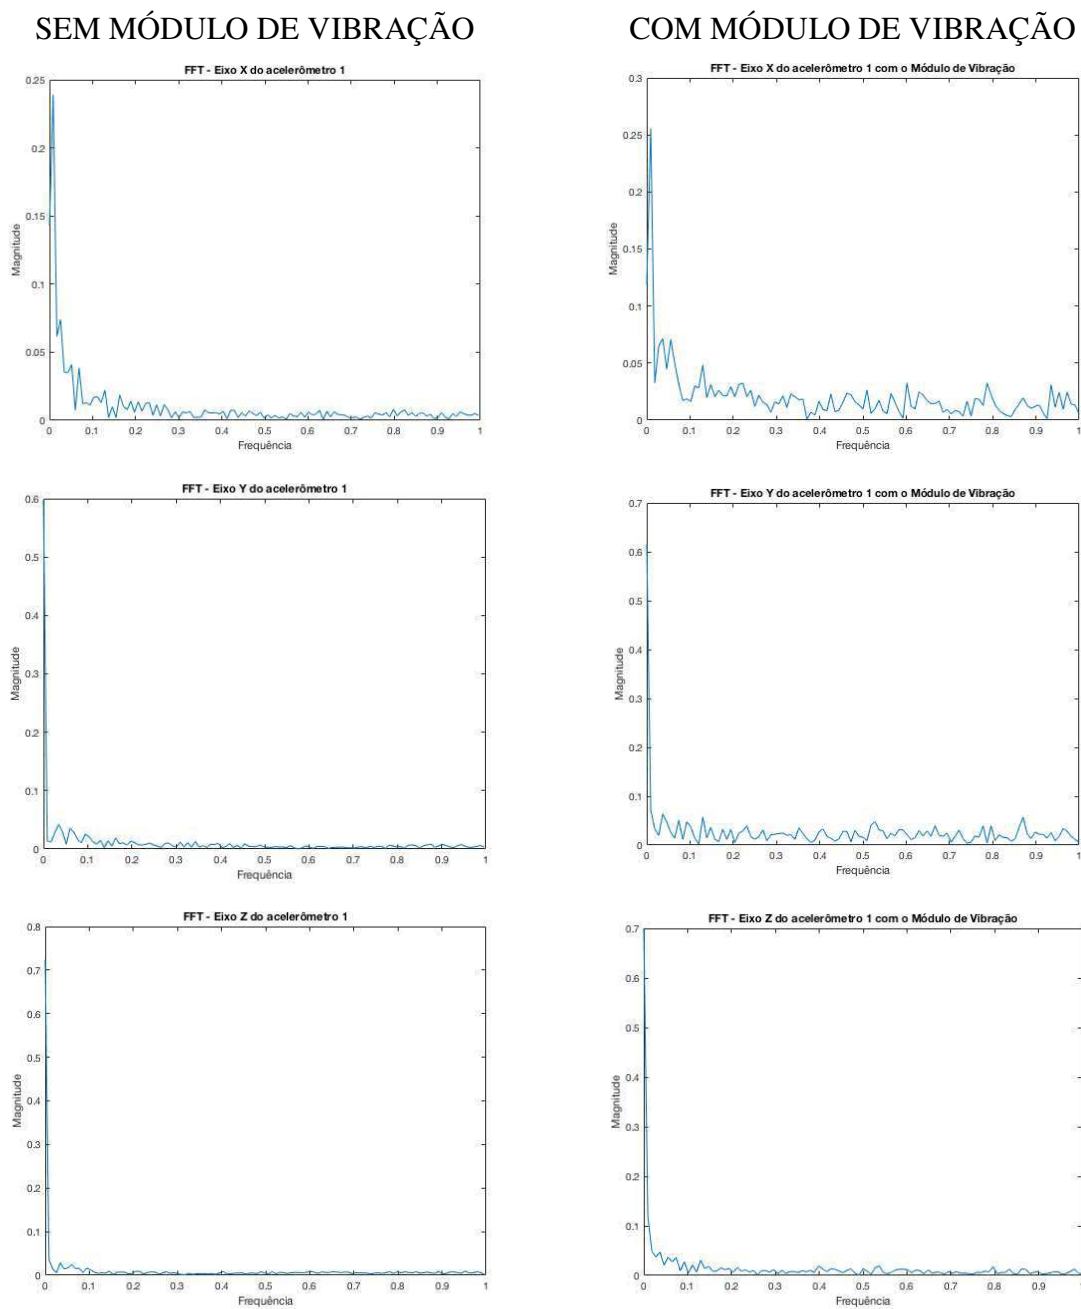 SEM MÓDULO DE VIBRAÇÃO
COM MÓDULO DE VIBRAÇÃO
FFT - Eixo X do acelerômetro 1
0.25
0.2
0.15
0.1
0.05
0
Magnitude
0 0.1 0.2 0.3 0.4 0.5 0.6 0.7 0.8 0.9 1
Frequência
FFT - Eixo X do acelerômetro 1 com o Módulo de Vibração
0.3
0.25
0.2
0.15
0.1
0.05
0
Magnitude
0 0.1 0.2 0.3 0.4 0.5 0.6 0.7 0.8 0.9 1
Frequência
FFT - Eixo Y do acelerômetro 1
0.6
0.5
0.4
0.3
0.2
0.1
0
Magnitude
0 0.1 0.2 0.3 0.4 0.5 0.6 0.7 0.8 0.9 1
Frequência
FFT - Eixo Y do acelerômetro 1 com o Módulo de Vibração
0.7
0.6
0.5
0.4
0.3
0.2
0.1
0
Magnitude
0 0.1 0.2 0.3 0.4 0.5 0.6 0.7 0.8 0.9 1
Frequência
FFT - Eixo Z do acelerômetro 1
0.8
0.7
0.6
0.5
0.4
0.3
0.2
0.1
0
Magnitude
0 0.1 0.2 0.3 0.4 0.5 0.6 0.7 0.8 0.9 1
Frequência
FFT - Eixo Z do acelerômetro 1 com o Módulo de Vibração
0.7
0.6
0.5
0.4
0.3
0.2
0.1
0
Magnitude
0 0.1 0.2 0.3 0.4 0.5 0.6 0.7 0.8 0.9 1
Frequência